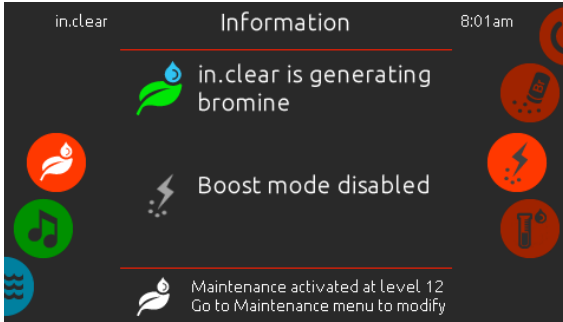 in.clear
Information
8:01am
in.clear is generating
bromine
Br
Boost mode disabled
Maintenance activated at level 12
Go to Maintenance menu to modify